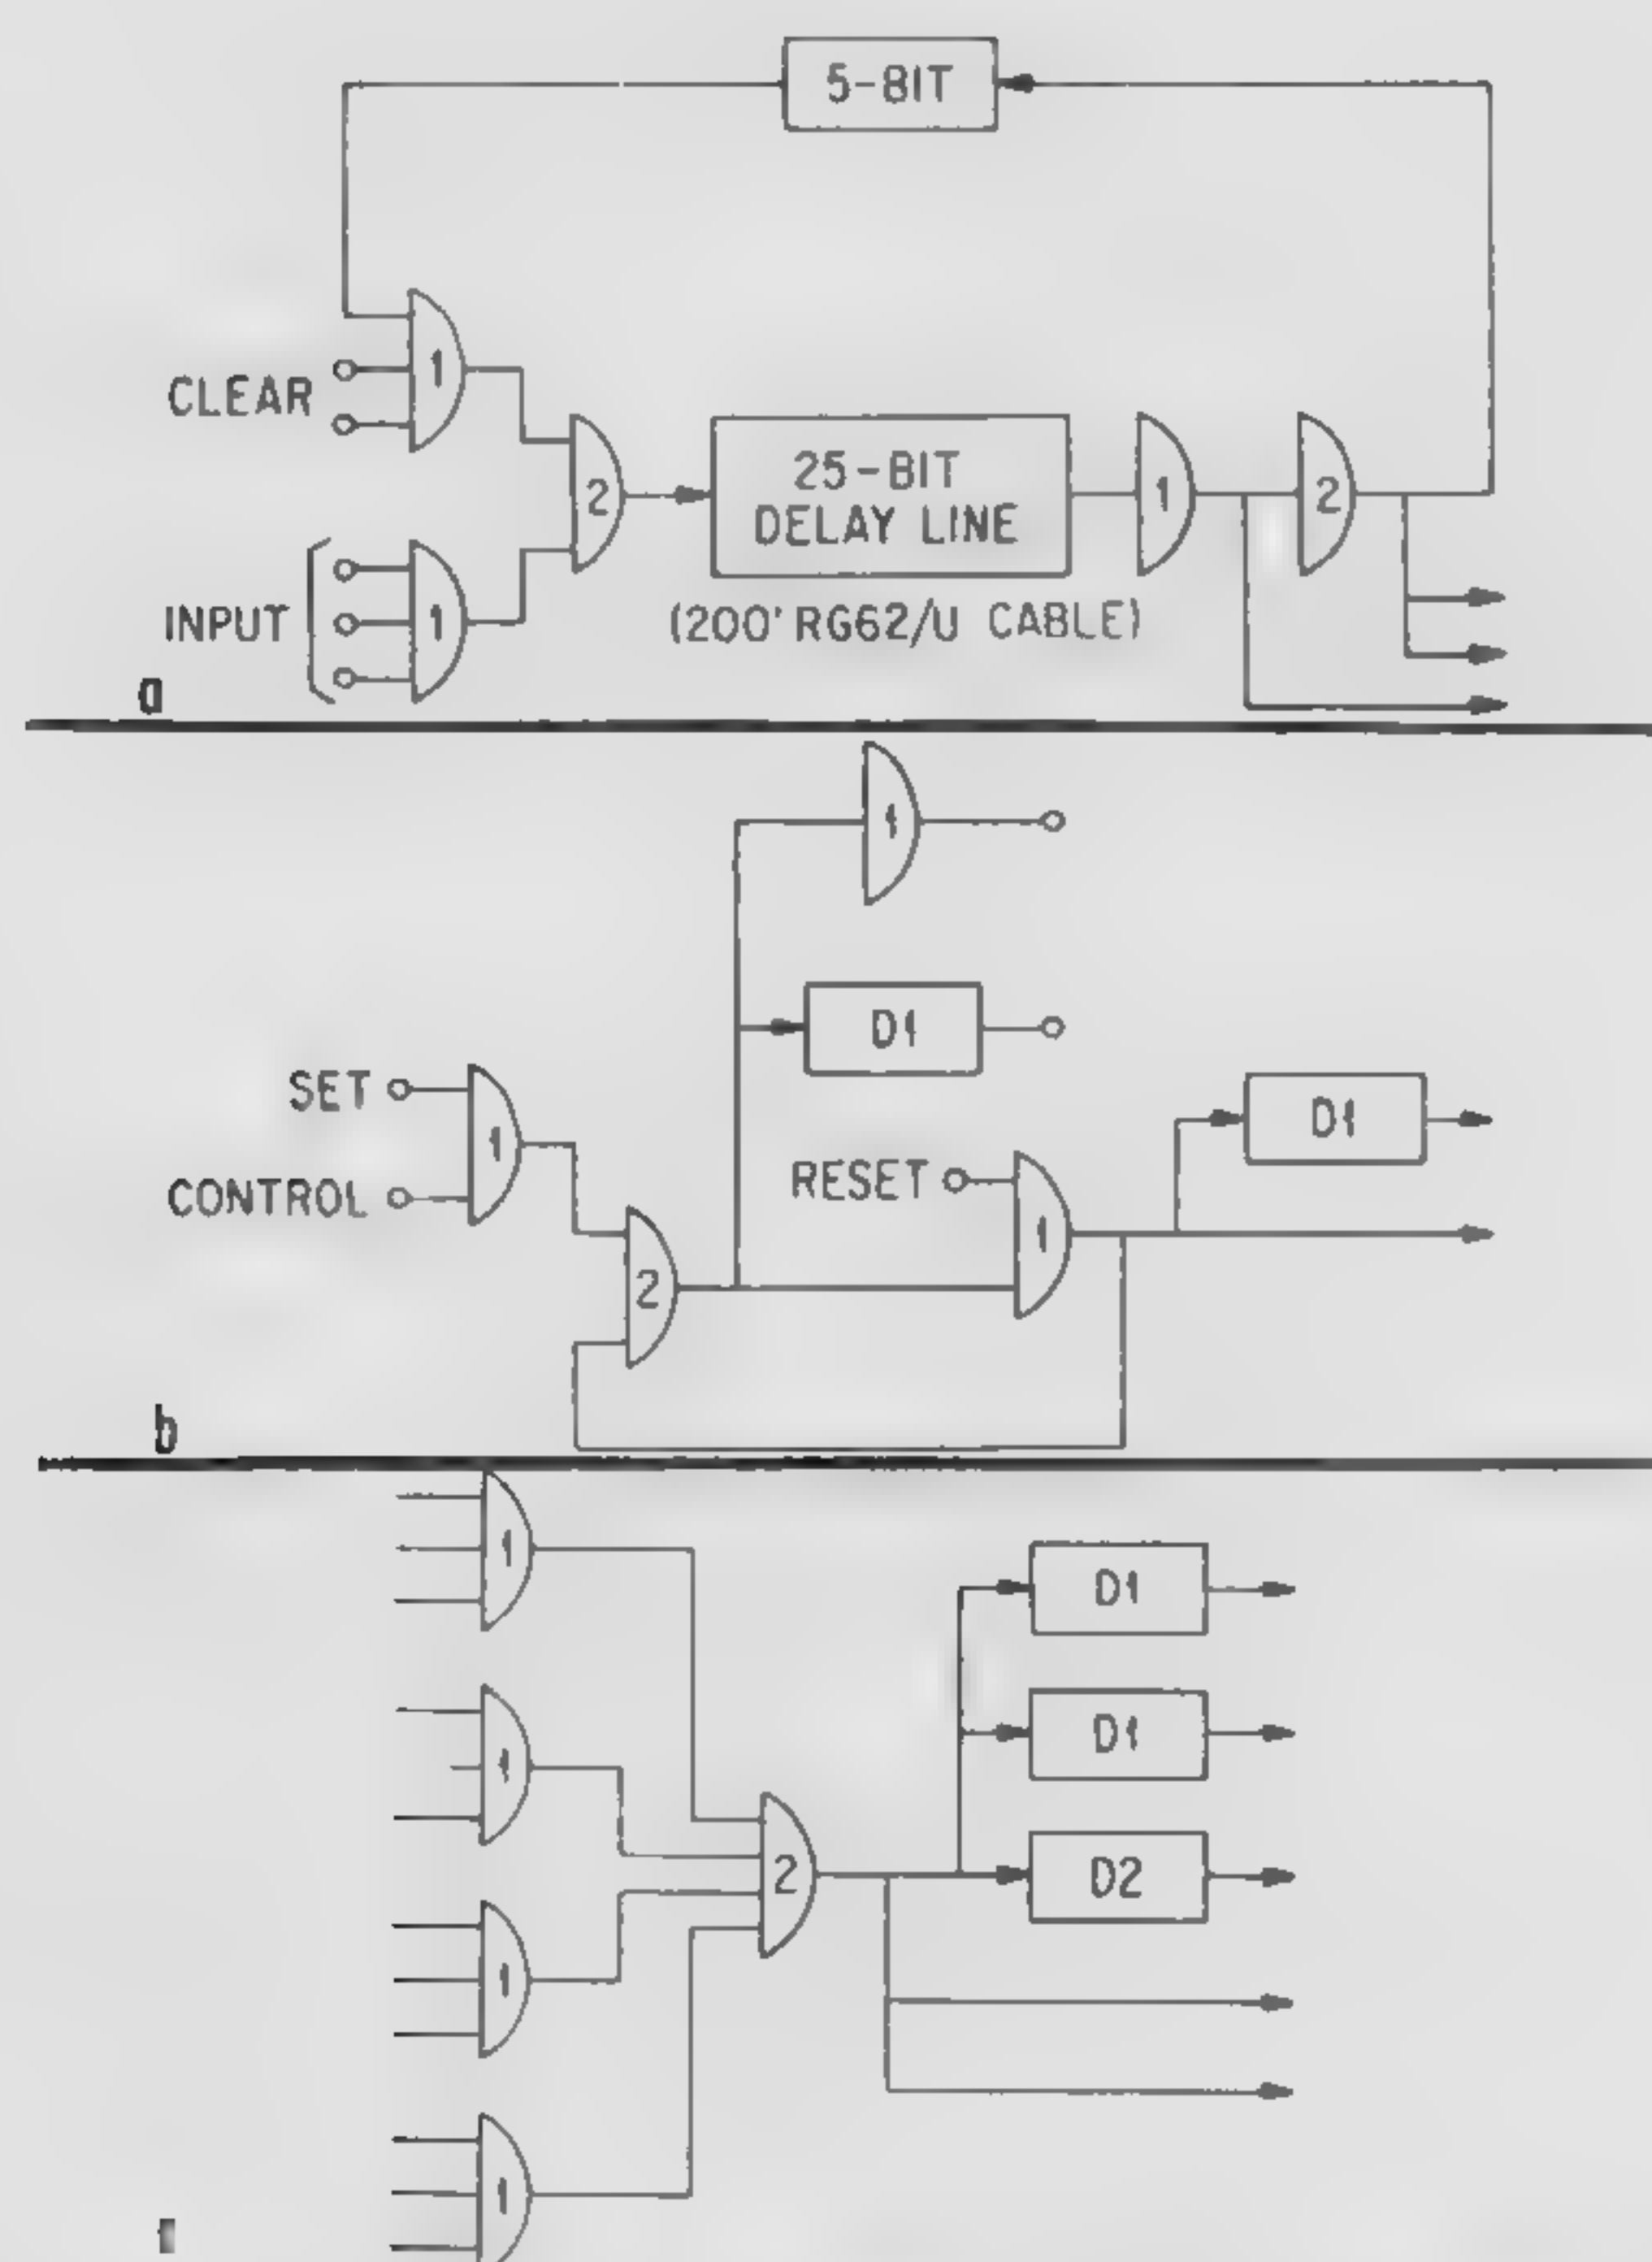 5-BIT
1
CLEAR
2
25-BIT
DELAY LINE
1
2
INPUT
1
(200' RG62/U CABLE)
a
1
D1
SET
1
CONTROL
D1
RESET
1
2
b
1
D1
1
D1
2
D2
1
1